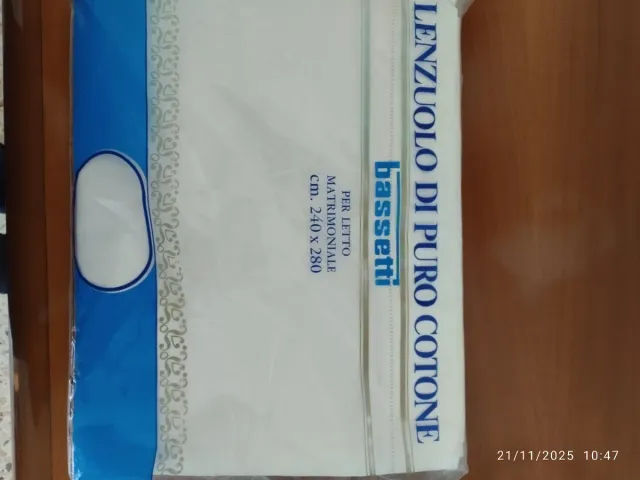 LENZUOLO DI PURO COTONE
bassetti
PER LETTO
MATRIMONIALE
cm. 240 x 280
21/11/2025 10:47